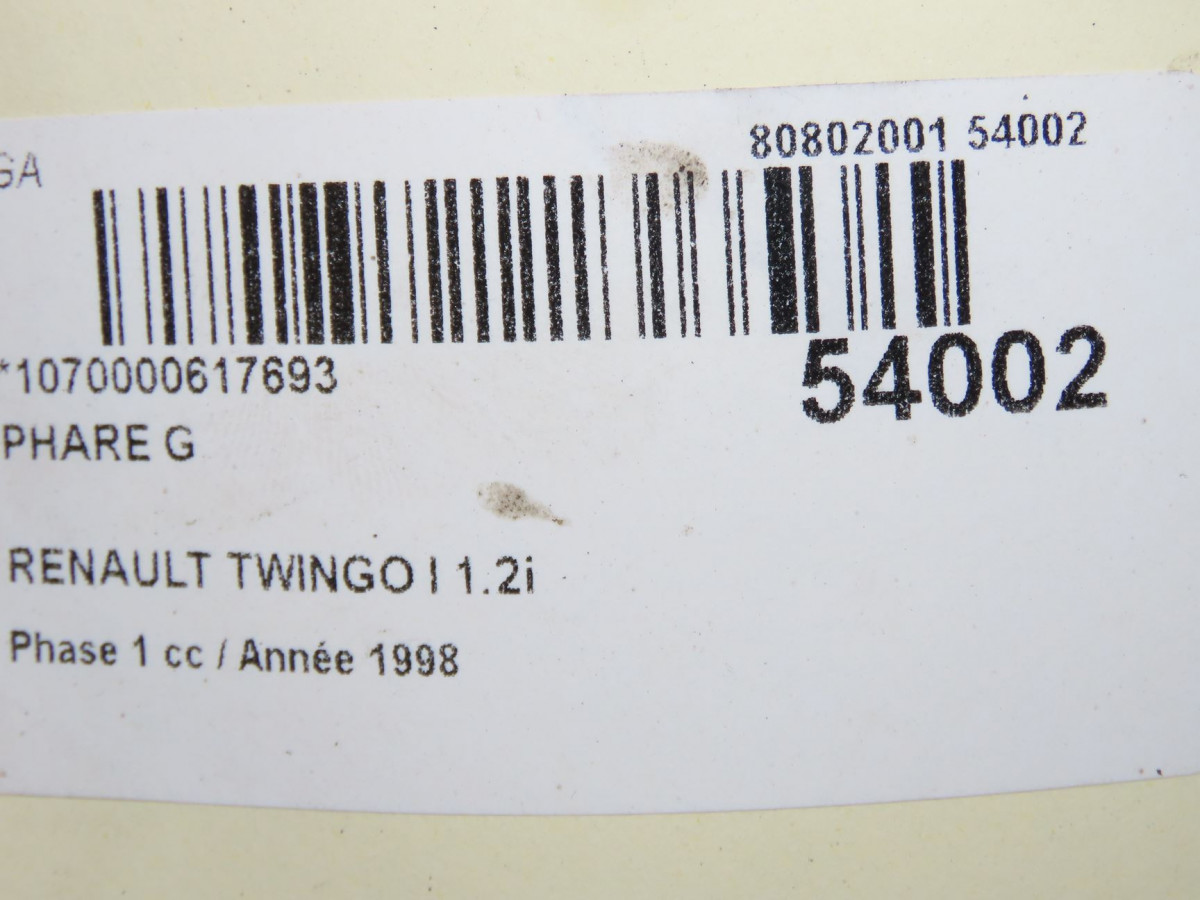 80802001 54002
GA
*1070000617693
54002
PHARE G
RENAULT TWINGO I 1.2i
Phase 1 cc / Année 1998